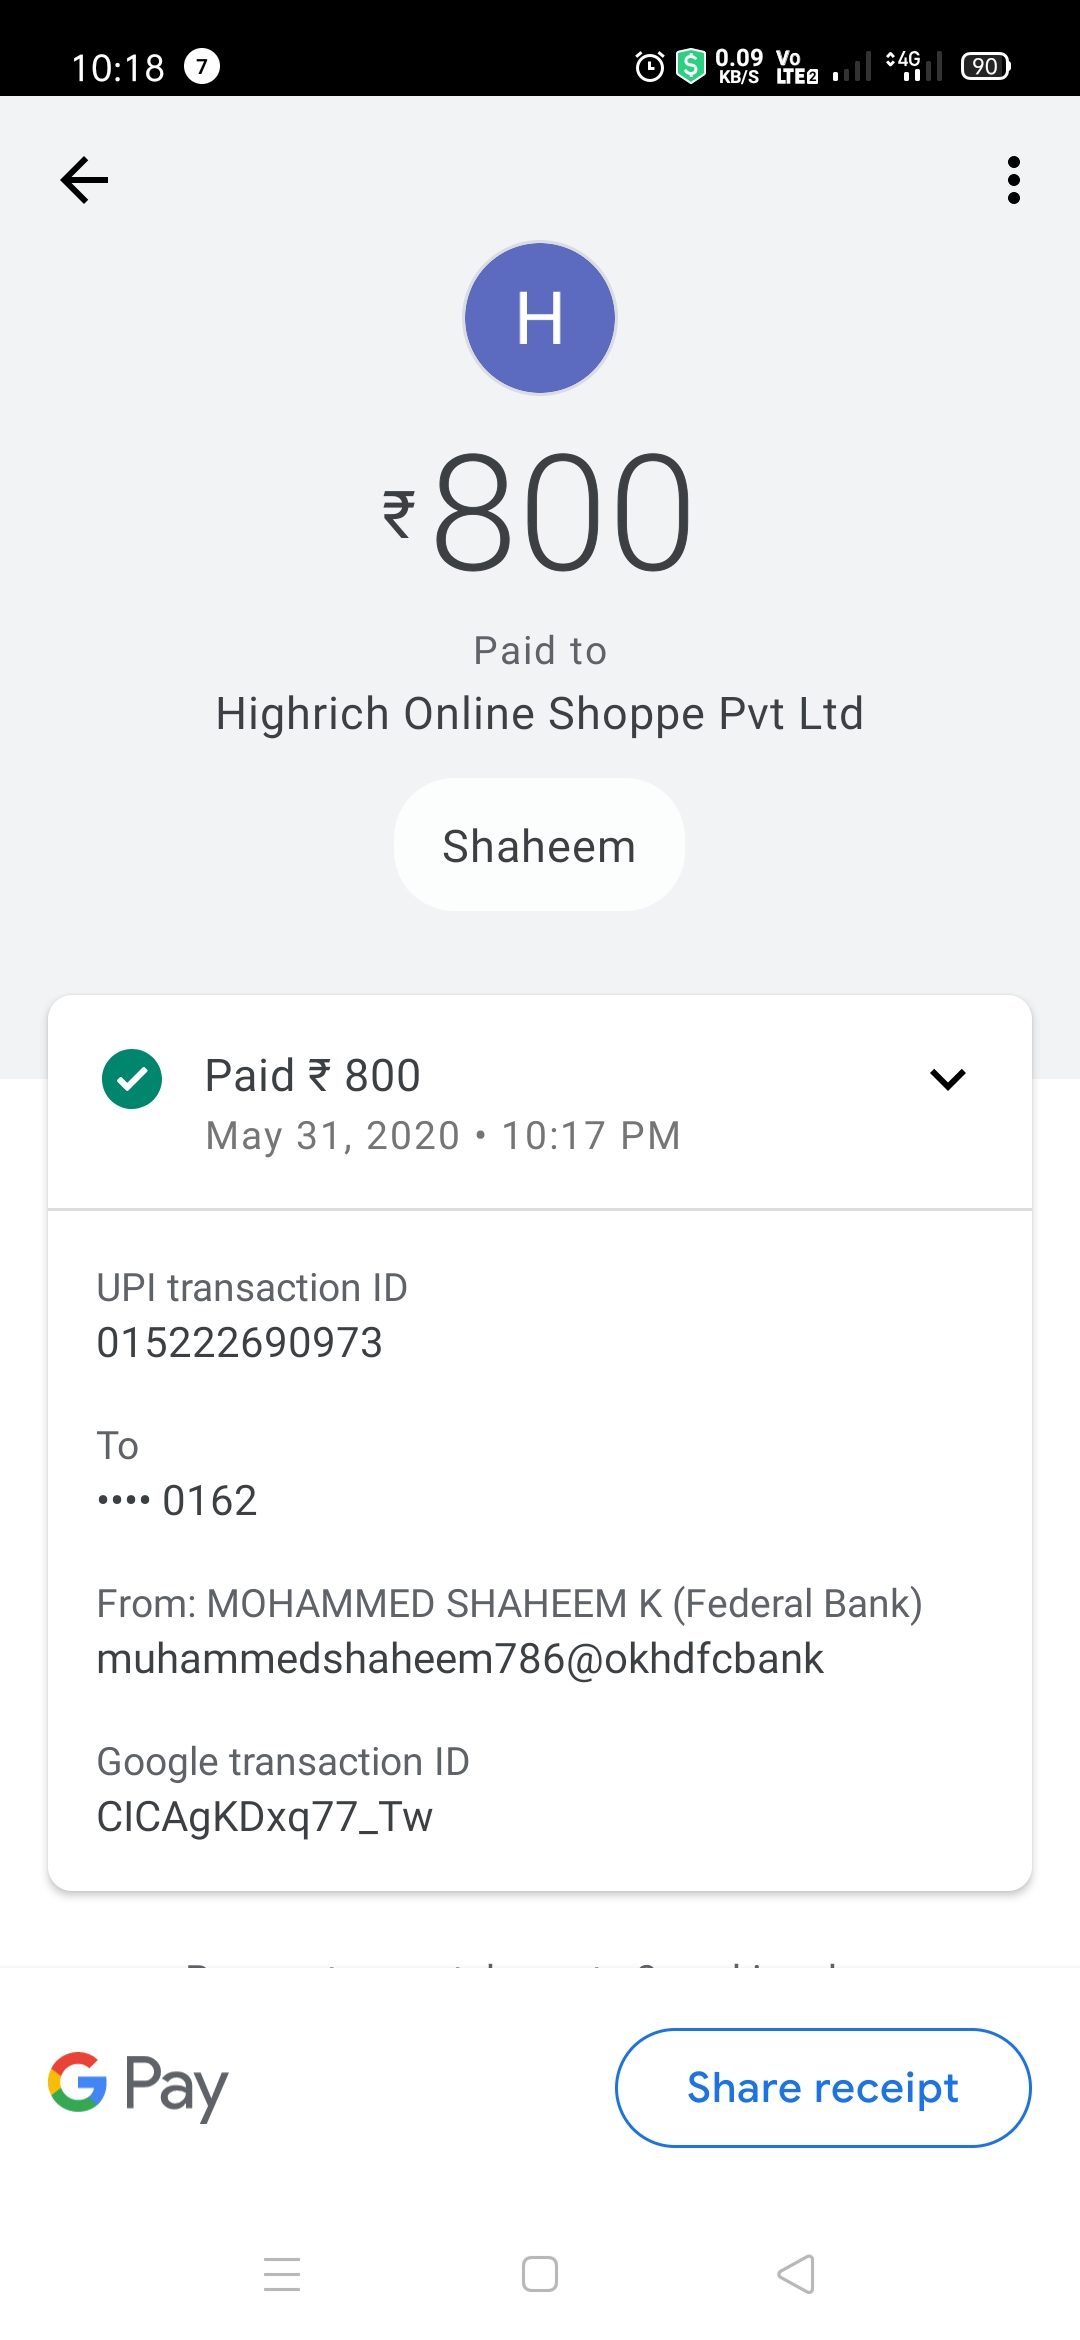 10:18 7 0.09 KB/S Vo LTE2 4G 90
H
₹800
Paid to
Highrich Online Shoppe Pvt Ltd
Shaheem
Paid ₹ 800
May 31, 2020 • 10:17 PM
UPI transaction ID
015222690973
To
•••• 0162
From: MOHAMMED SHAHEEM K (Federal Bank)
muhammedshaheem786@okhdfcbank
Google transaction ID
CICAgKDxq77_Tw
G Pay
Share receipt